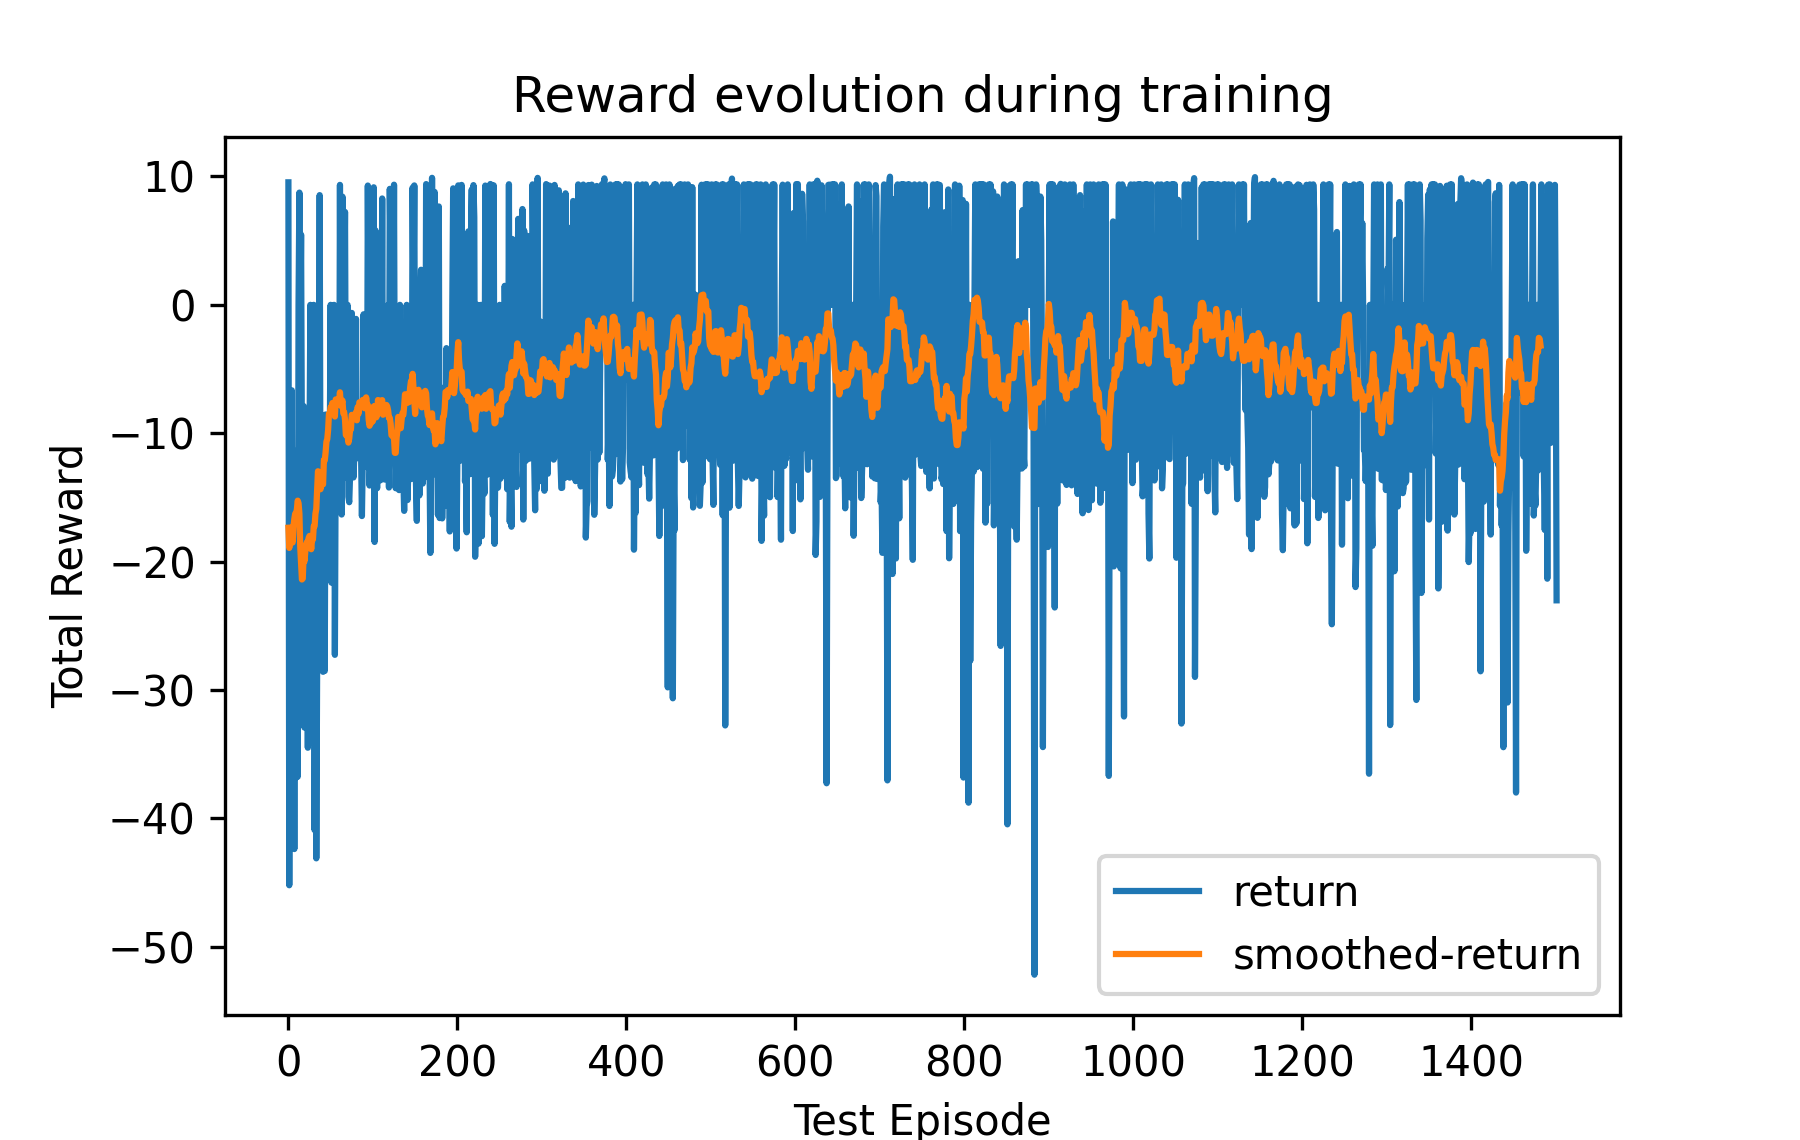 Reward evolution during training
10
0
−10
−20
−30
−40
−50
Total Reward
return
smoothed-return
0 200 400 600 800 1000 1200 1400
Test Episode